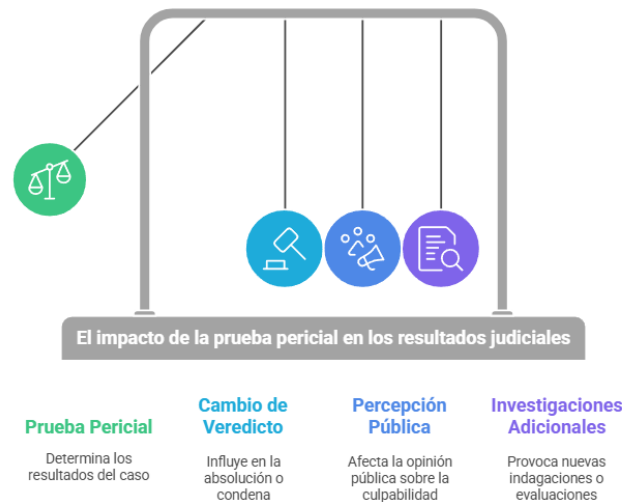 El impacto de la prueba pericial en los resultados judiciales
Prueba Pericial
Determina los
resultados del caso
Cambio de
Veredicto
Influye en la
absolución o
condena
Percepción
Pública
Afecta la opinión
pública sobre la
culpabilidad
Investigaciones
Adicionales
Provoca nuevas
indagaciones o
evaluaciones